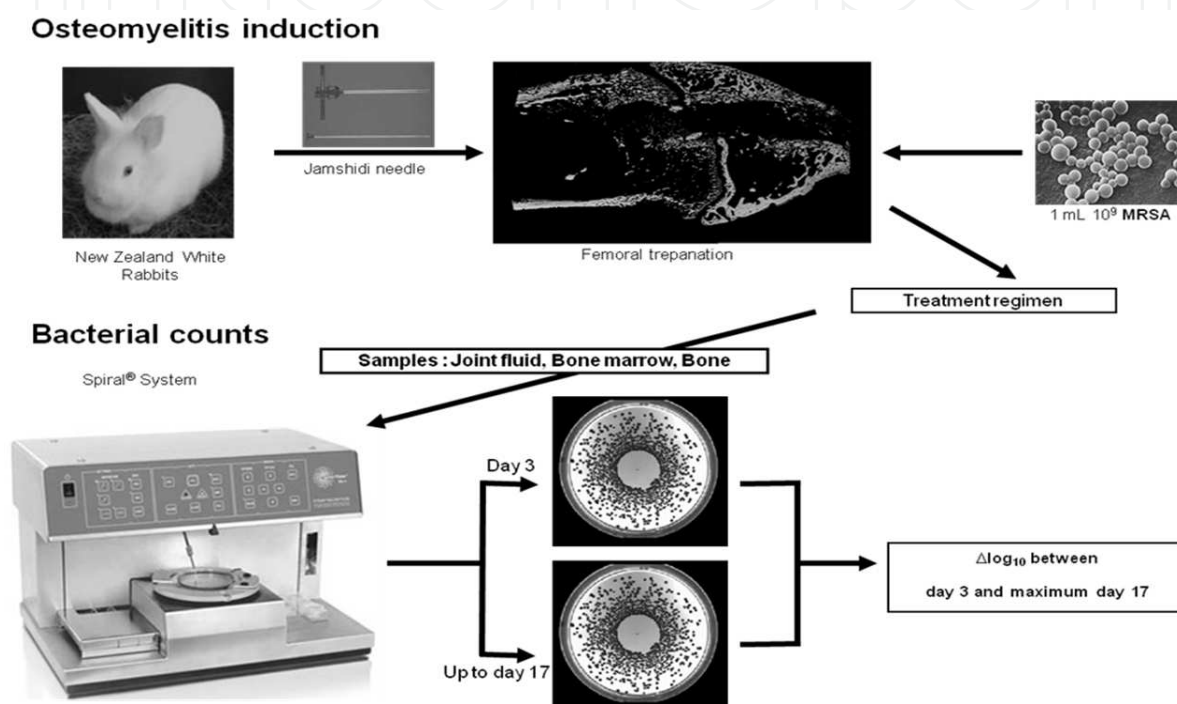 Osteomyelitis induction
Jamshidi needle
New Zealand White
Rabbits
Femoral trepanation
1 mL 10⁹ MRSA
Treatment regimen
Bacterial counts
Samples : Joint fluid, Bone marrow, Bone
Spiral® System
Day 3
Up to day 17
Δlog₁₀ between
day 3 and maximum day 17